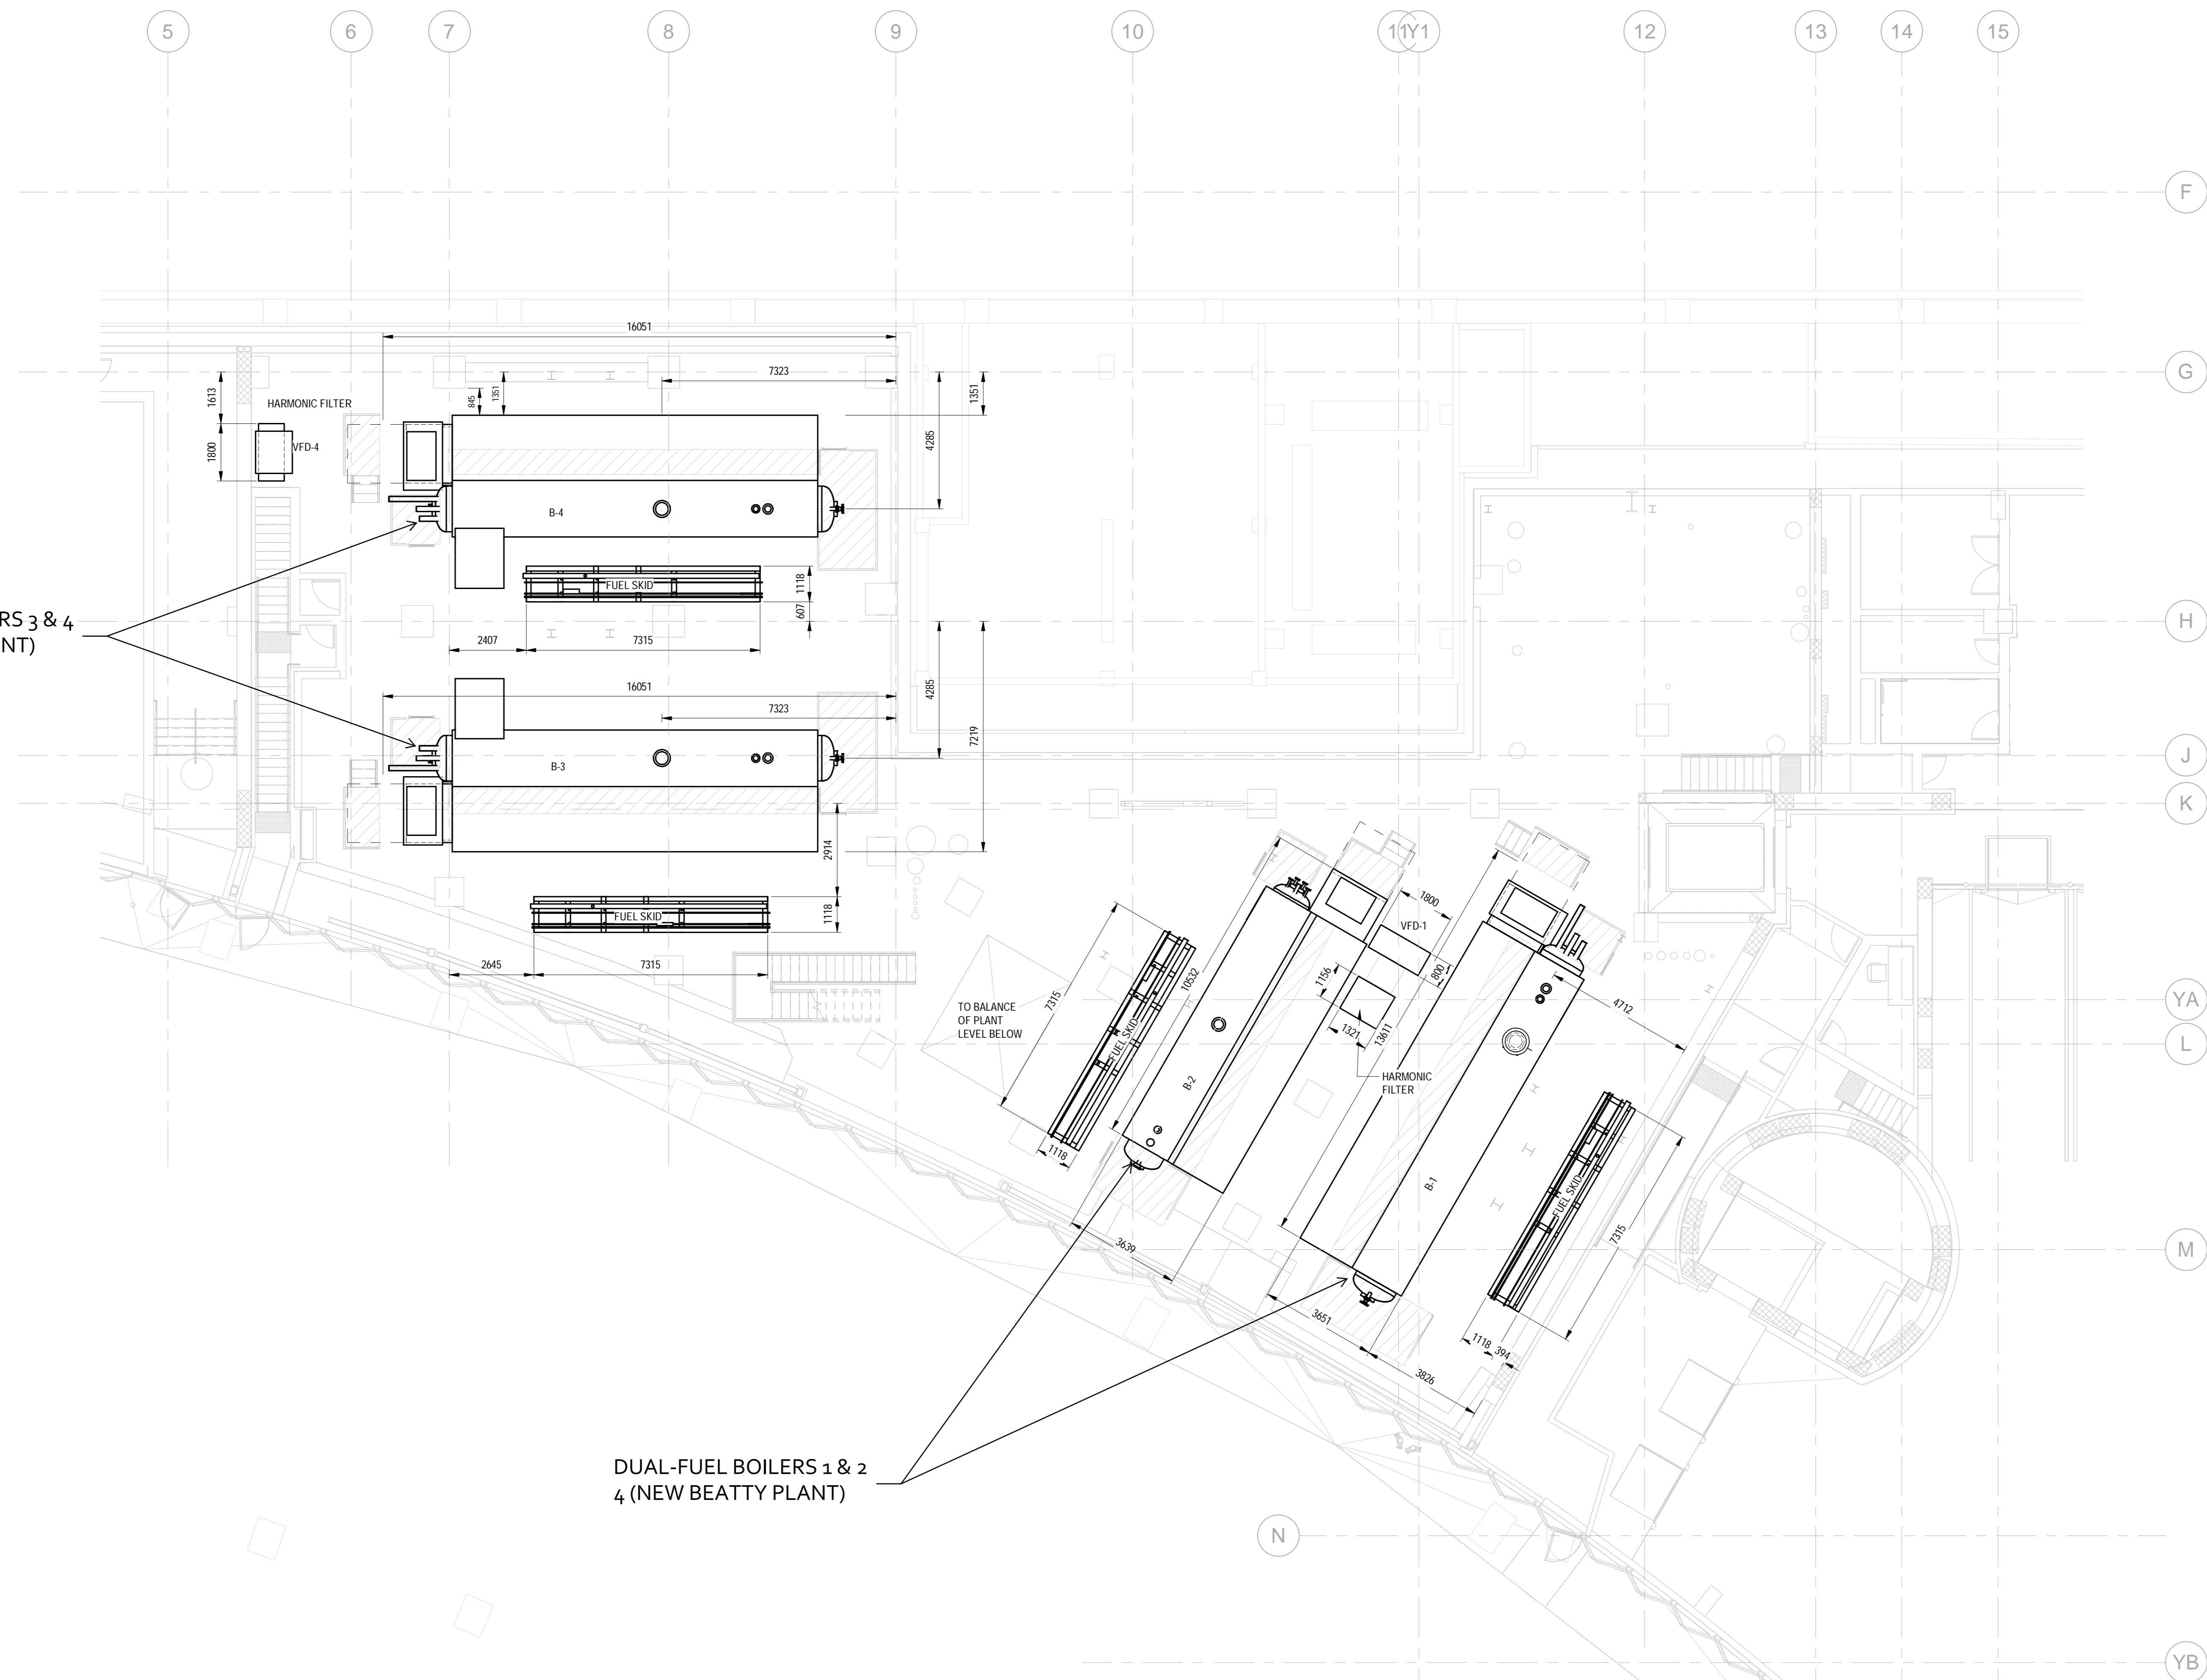 5
6
7
8
9
10
11
Y1
12
13
14
15
F
16051
G
7323
1613
845
1351
1351
HARMONIC FILTER
4285
1800
VFD-4
B-4
FUEL SKID
1118
607
RS 3 & 4
NT)
H
2407
7315
16051
4285
7323
7219
J
B-3
K
2914
FUEL SKID
1118
1800
VFD-1
2645
7315
10532
1156
800
7315
4712
YA
TO BALANCE
OF PLANT
LEVEL BELOW
FUEL SKID
1321
13611
L
B-2
HARMONIC
FILTER
1118
B-1
FUEL SKID
7315
3639
M
3651
1118
394
3826
DUAL-FUEL BOILERS 1 & 2
4 (NEW BEATTY PLANT)
N
YB